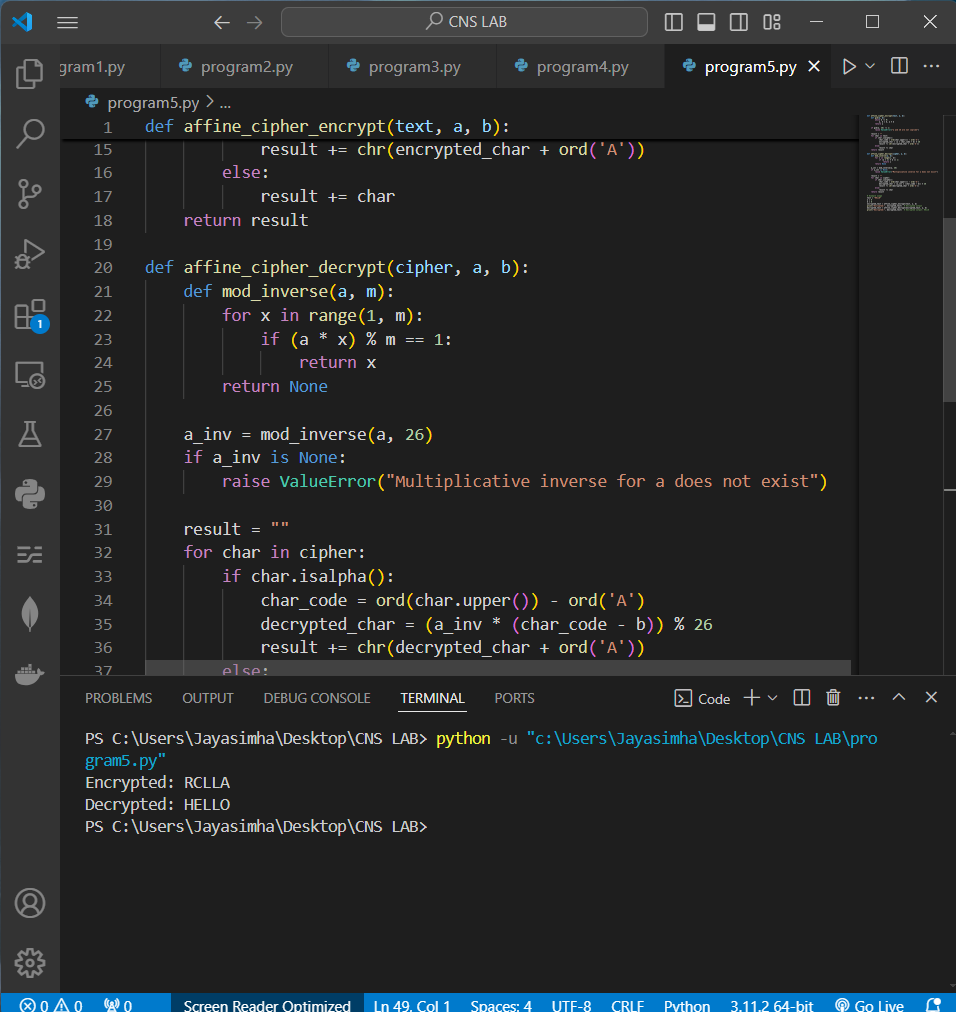 CNS LAB
gram1.py program2.py program3.py program4.py program5.py
program5.py > ...
1 def affine_cipher_encrypt(text, a, b):
15 result += chr(encrypted_char + ord('A'))
16 else:
17 result += char
18 return result
19
20 def affine_cipher_decrypt(cipher, a, b):
21 def mod_inverse(a, m):
22 for x in range(1, m):
23 if (a * x) % m == 1:
24 return x
25 return None
26
27 a_inv = mod_inverse(a, 26)
28 if a_inv is None:
29 raise ValueError("Multiplicative inverse for a does not exist")
30
31 result = ""
32 for char in cipher:
33 if char.isalpha():
34 char_code = ord(char.upper()) - ord('A')
35 decrypted_char = (a_inv * (char_code - b)) % 26
36 result += chr(decrypted_char + ord('A'))
37 else:
1
PROBLEMS OUTPUT DEBUG CONSOLE TERMINAL PORTS Code
PS C:\Users\Jayasimha\Desktop\CNS LAB> python -u "c:\Users\Jayasimha\Desktop\CNS LAB\pro
gram5.py"
Encrypted: RCLLA
Decrypted: HELLO
PS C:\Users\Jayasimha\Desktop\CNS LAB>
0 0 0 Screen Reader Optimized Ln 49, Col 1 Spaces: 4 UTF-8 CRLF Python 3.11.2 64-bit Go Live